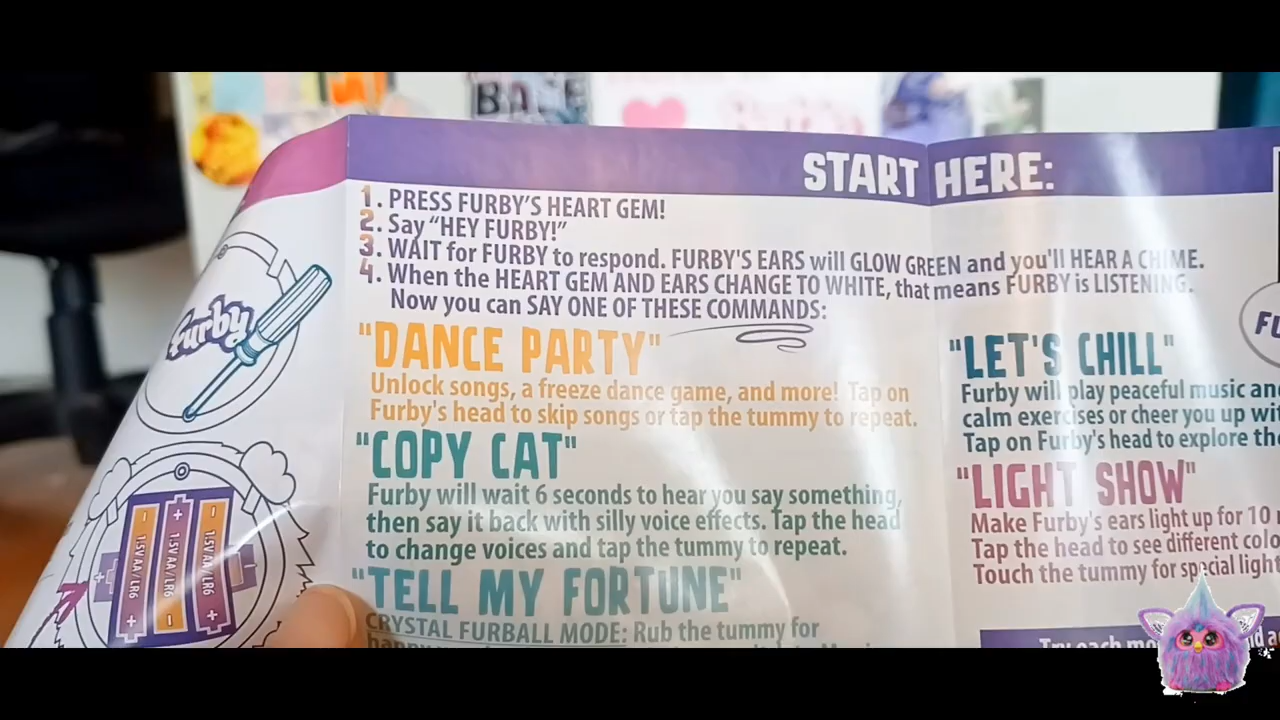 BABE
START HERE:
1. PRESS FURBY'S HEART GEM!
2. Say "HEY FURBY!"
3. WAIT for FURBY to respond. FURBY'S EARS will GLOW GREEN and you'll HEAR A CHIME.
4. When the HEART GEM AND EARS CHANGE TO WHITE, that means FURBY is LISTENING.
Now you can SAY ONE OF THESE COMMANDS:
"DANCE PARTY"
Unlock songs, a freeze dance game, and more! Tap on
Furby's head to skip songs or tap the tummy to repeat.
"COPY CAT"
Furby will wait 6 seconds to hear you say something,
then say it back with silly voice effects. Tap the head
to change voices and tap the tummy to repeat.
"TELL MY FORTUNE"
CRYSTAL FURBALL MODE: Rub the tummy for
"LET'S CHILL"
Furby will play peaceful music and
calm exercises or cheer you up
Tap on Furby's head to explore
"LIGHT SHOW"
Make Furby's ears light up for 10
Tap the head to see different
Touch the tummy for special light
Try each
Furby
1.5V AA/LR6
1.5V AA/LR6
1.5V AA/LR6